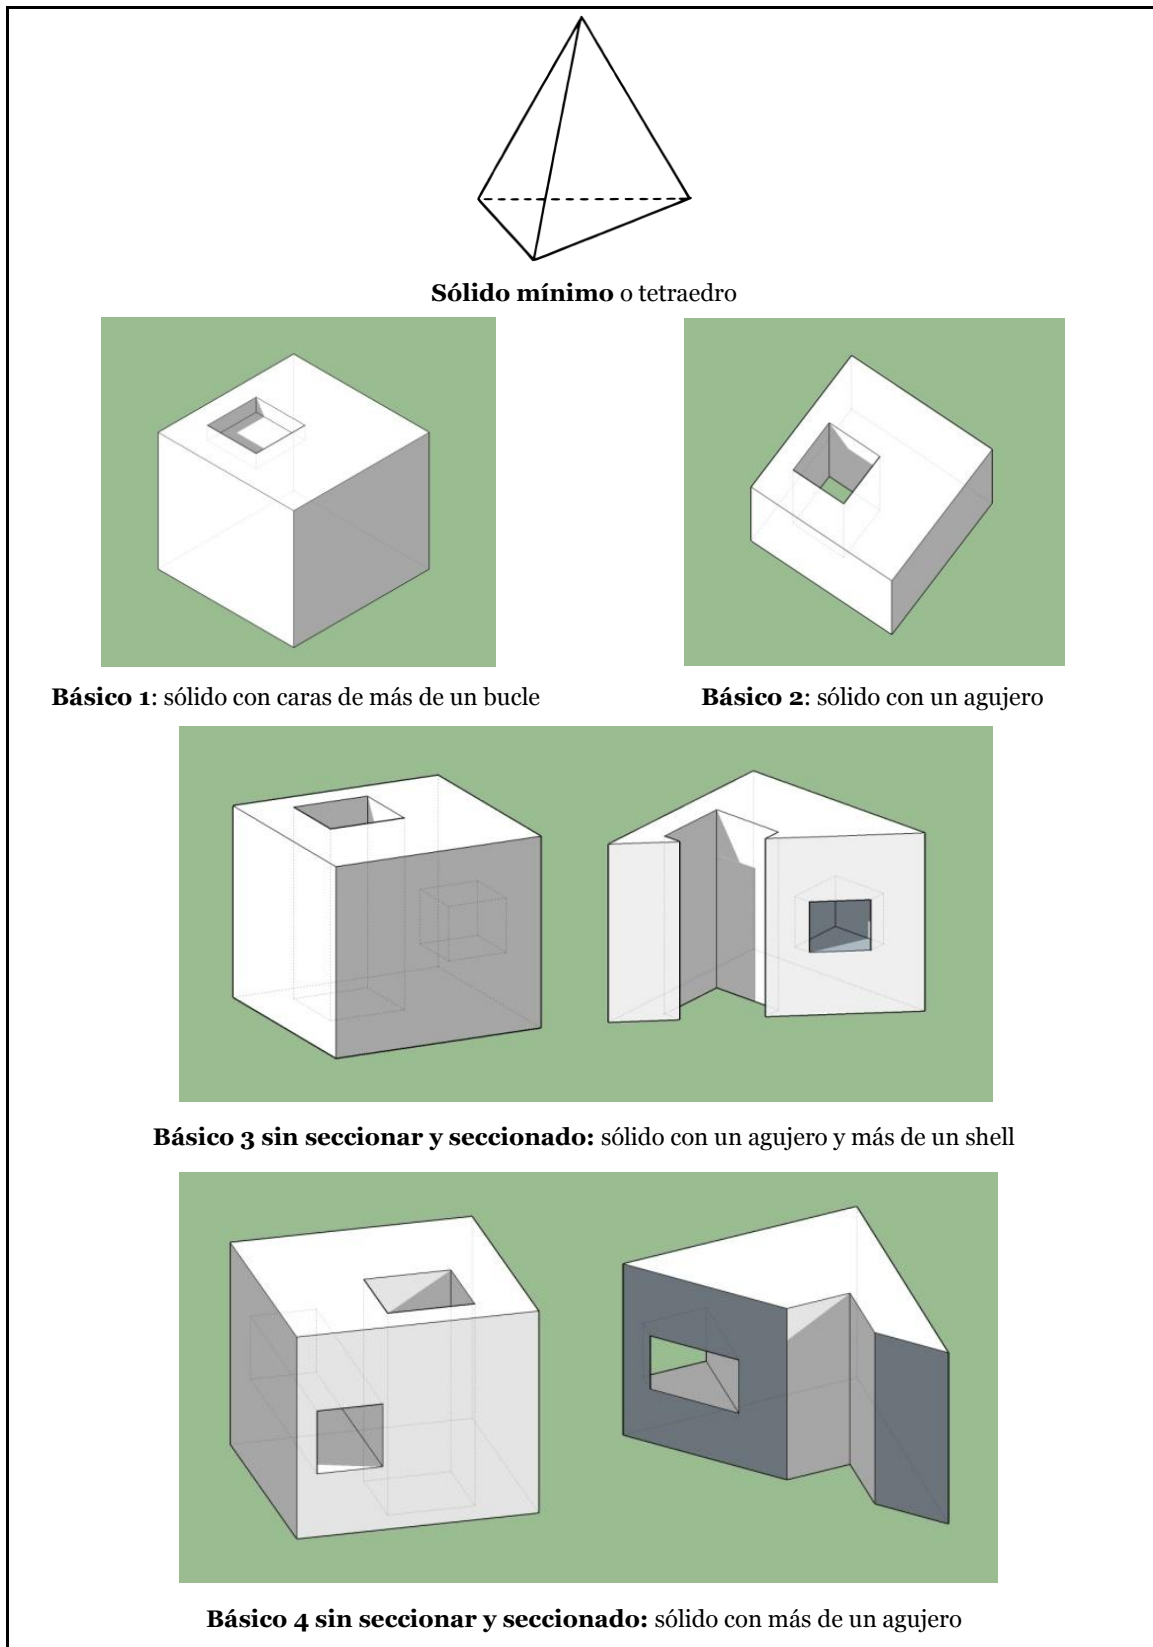 Sólido mínimo o tetraedro
Básico 1: sólido con caras de más de un bucle
Básico 2: sólido con un agujero
Básico 3 sin seccionar y seccionado: sólido con un agujero y más de un shell
Básico 4 sin seccionar y seccionado: sólido con más de un agujero